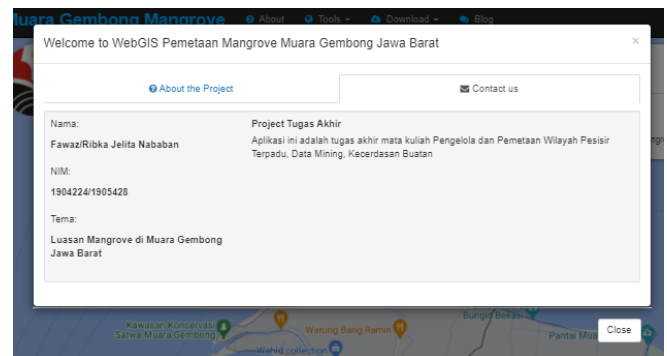 Muara Gembong Mangrove About Tools Download Blog
Welcome to WebGIS Pemetaan Mangrove Muara Gembong Jawa Barat ×
About the Project
Contact us
Nama:
Fawaz/Ribka Jelita Nababan
NIM:
1904224/1905428
Tema:
Luasan Mangrove di Muara Gembong
Jawa Barat
Project Tugas Akhir
Aplikasi ini adalah tugas akhir mata kuliah Pengelola dan Pemetaan Wilayah Pesisir
Terpadu, Data Mining, Kecerdasan Buatan
Close
Kawasan Konservasi
Satwa Muara Gembong
Warung Bang Ramin
Wahid collection
Bungin Bekasi
Pantai Mua